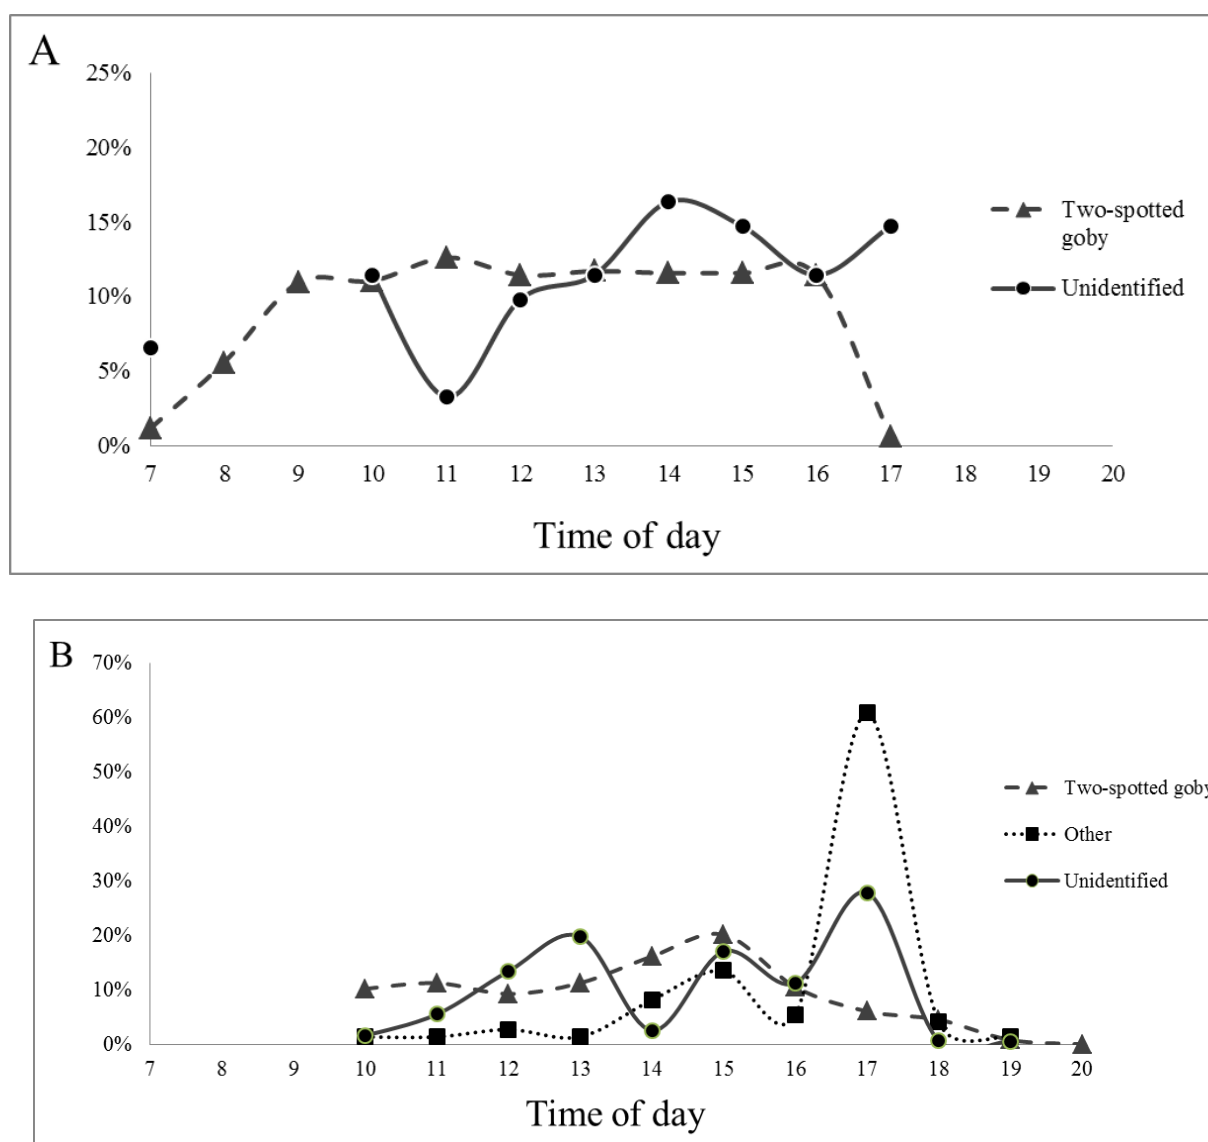 A
25%
20%
15%
10%
5%
0%
7 8 9 10 11 12 13 14 15 16 17 18 19 20
Time of day
Two-spotted
goby
Unidentified
B
70%
60%
50%
40%
30%
20%
10%
0%
7 8 9 10 11 12 13 14 15 16 17 18 19 20
Time of day
Two-spotted goby
Other
Unidentified